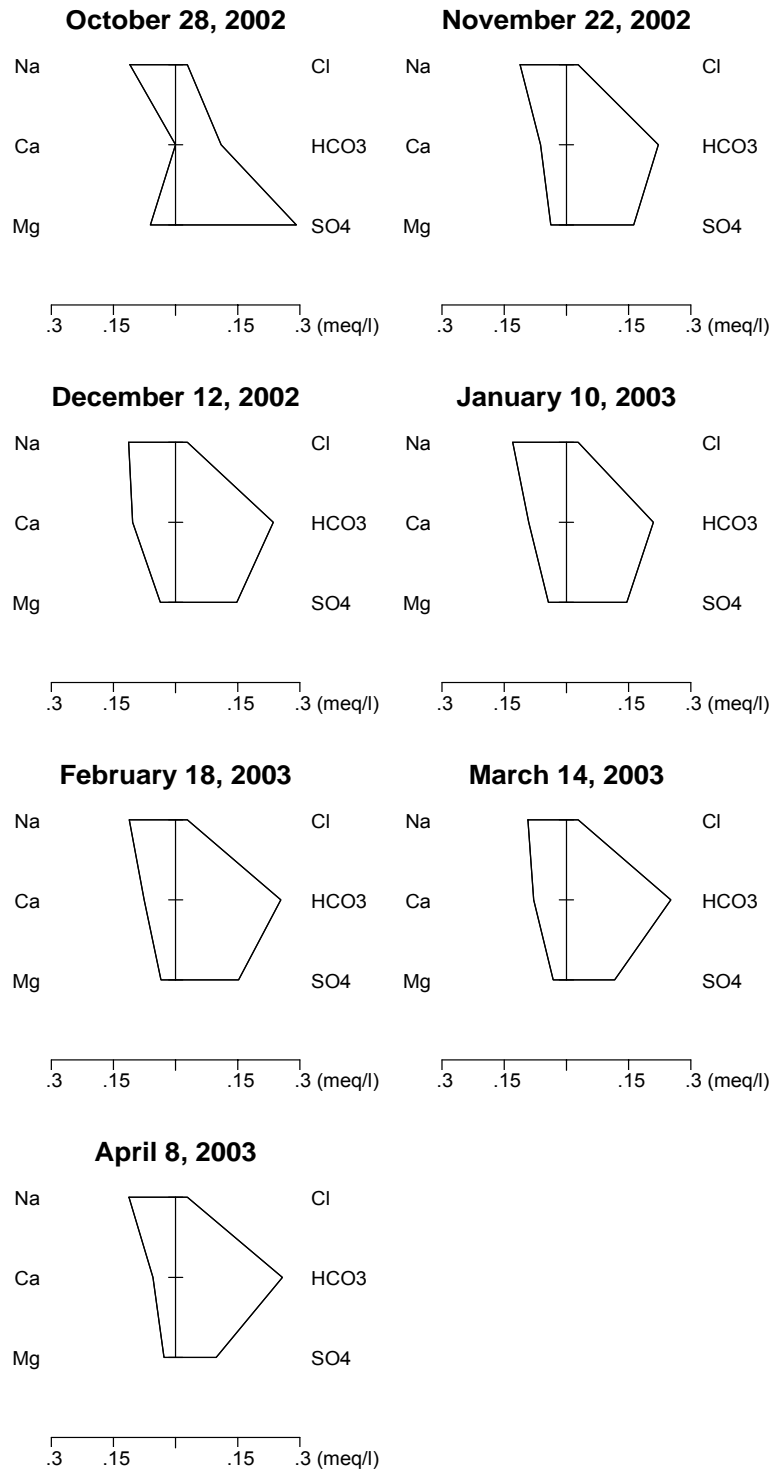 October 28, 2002
Na Cl
Ca HCO3
Mg SO4
.3 .15 .15 .3 (meq/l)
November 22, 2002
Na Cl
Ca HCO3
Mg SO4
.3 .15 .15 .3 (meq/l)
December 12, 2002
Na Cl
Ca HCO3
Mg SO4
.3 .15 .15 .3 (meq/l)
January 10, 2003
Na Cl
Ca HCO3
Mg SO4
.3 .15 .15 .3 (meq/l)
February 18, 2003
Na Cl
Ca HCO3
Mg SO4
.3 .15 .15 .3 (meq/l)
March 14, 2003
Na Cl
Ca HCO3
Mg SO4
.3 .15 .15 .3 (meq/l)
April 8, 2003
Na Cl
Ca HCO3
Mg SO4
.3 .15 .15 .3 (meq/l)